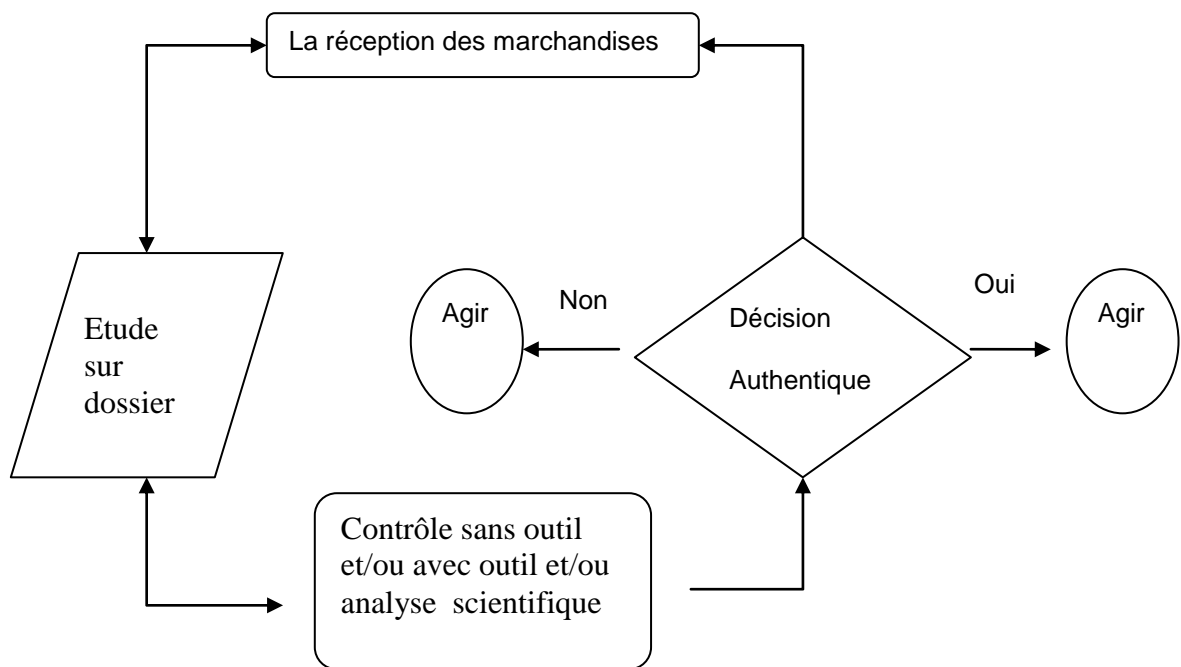 La réception des marchandises
Etude
sur
dossier
Agir
Non
Décision
Authentique
Oui
Agir
Contrôle sans outil
et/ou avec outil et/ou
analyse scientifique